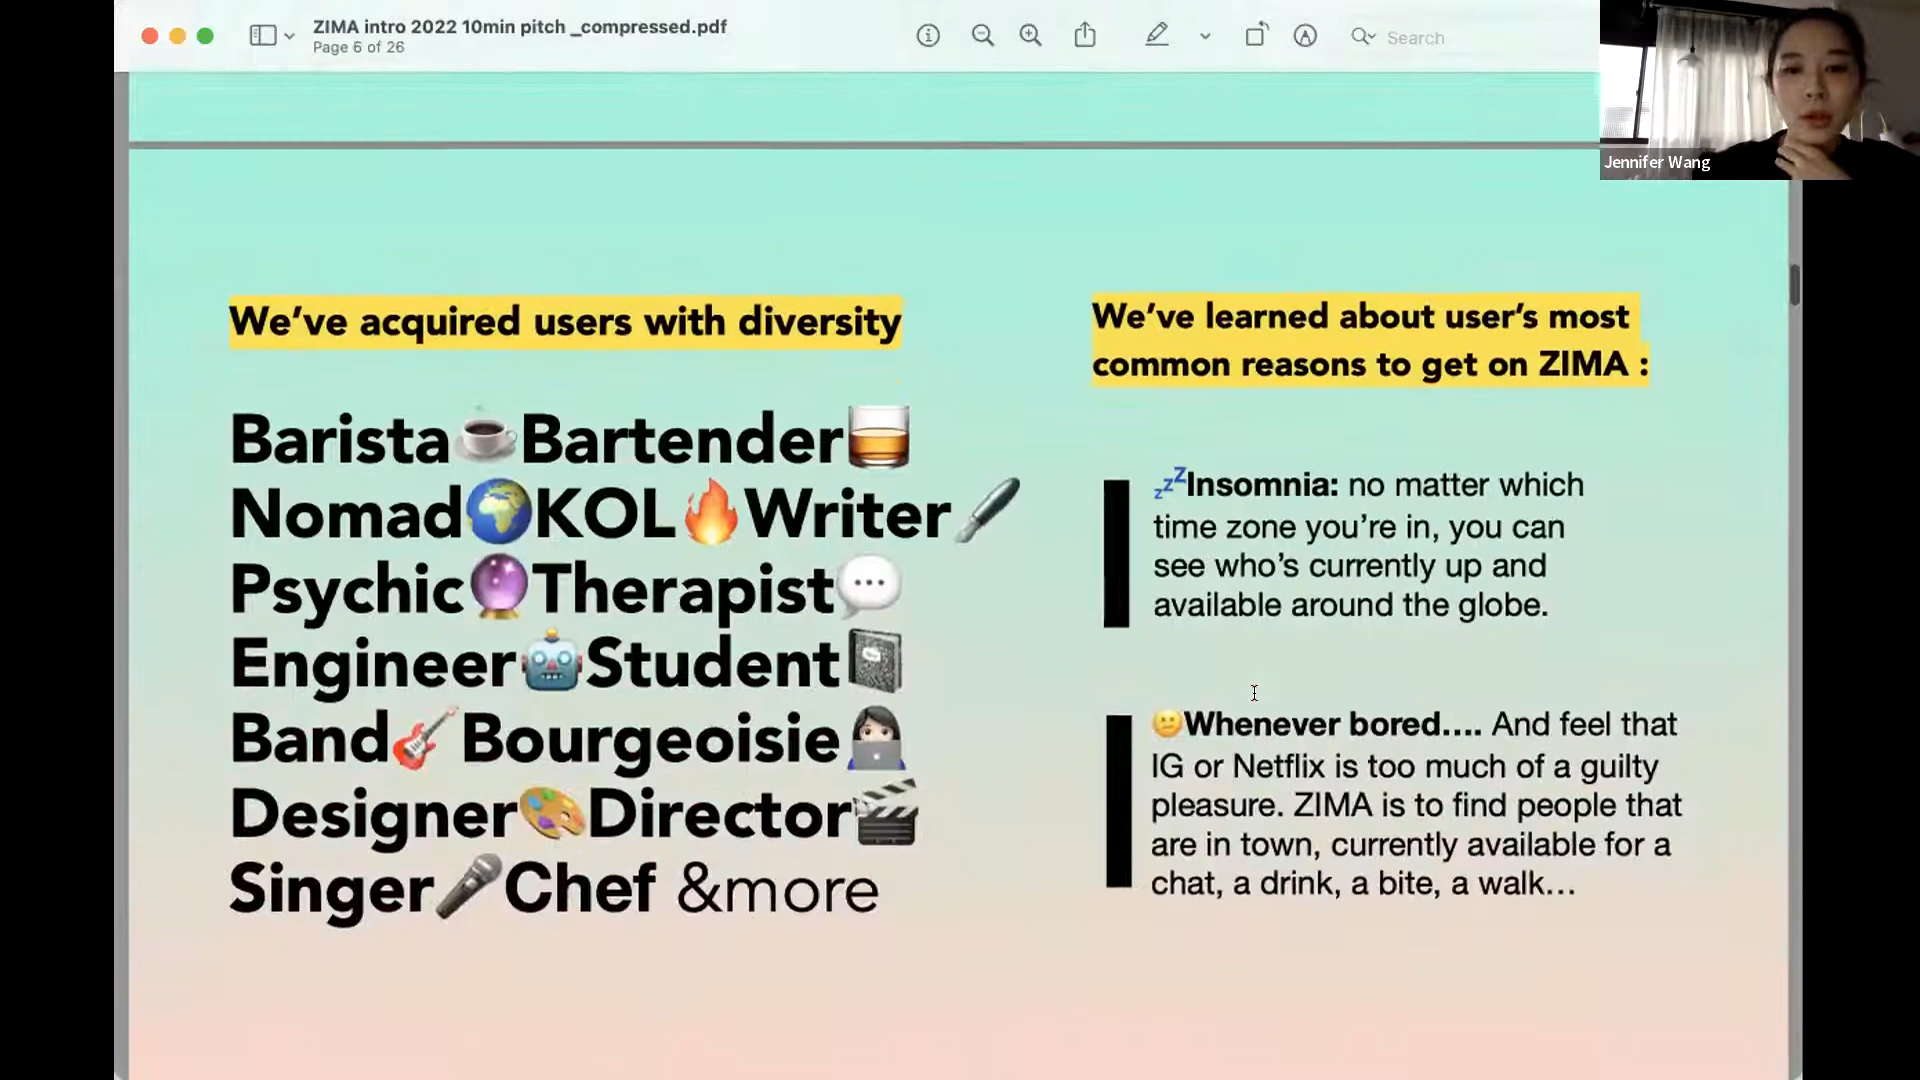 ZIMA intro 2022 10min pitch _compressed.pdf
Page 6 of 26
Search
Jennifer Wang
We've acquired users with diversity
Barista☕Bartender🥃
Nomad🌍KOL🔥Writer🖋
Psychic🔮Therapist💬
Engineer🤖Student📓
Band🎸Bourgeoisie👩🏻‍💻
Designer🎨Director🎬
Singer🎤Chef &more
We've learned about user's most
common reasons to get on ZIMA :
💤Insomnia: no matter which
time zone you're in, you can
see who's currently up and
available around the globe.
😕Whenever bored.... And feel that
IG or Netflix is too much of a guilty
pleasure. ZIMA is to find people that
are in town, currently available for a
chat, a drink, a bite, a walk…